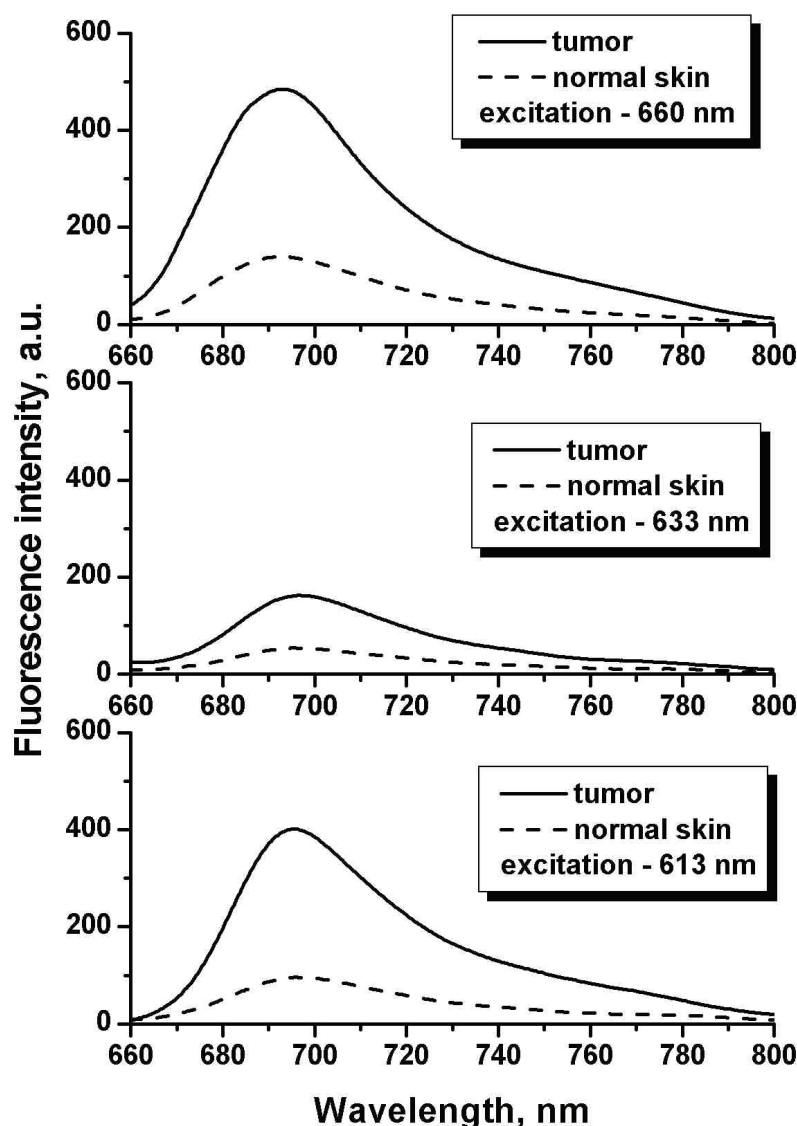 Fluorescence intensity, a.u.
600
400
200
0
tumor
normal skin
excitation - 660 nm
660 680 700 720 740 760 780 800
600
400
200
0
tumor
normal skin
excitation - 633 nm
660 680 700 720 740 760 780 800
600
400
200
0
tumor
normal skin
excitation - 613 nm
660 680 700 720 740 760 780 800
Wavelength, nm